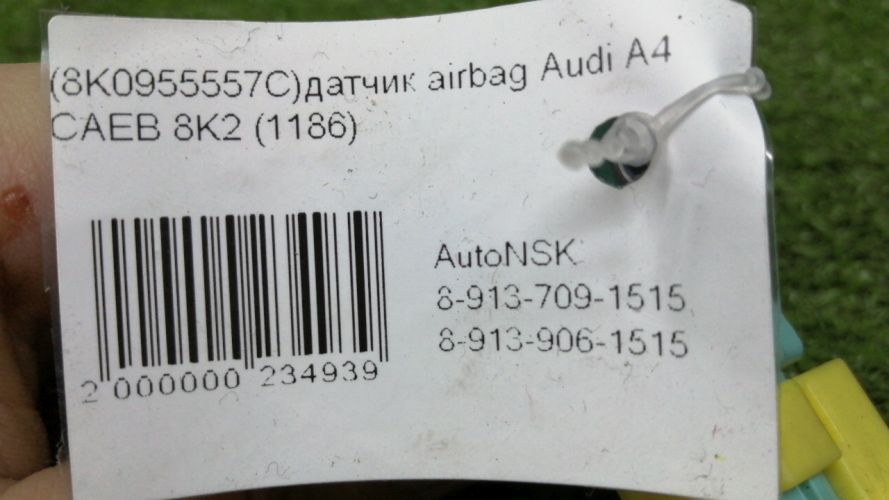 (8K0955557C)датчик airbag Audi A4
CAEB 8K2 (1186)
AutoNSK
8-913-709-1515
8-913-906-1515
2 000000 234939